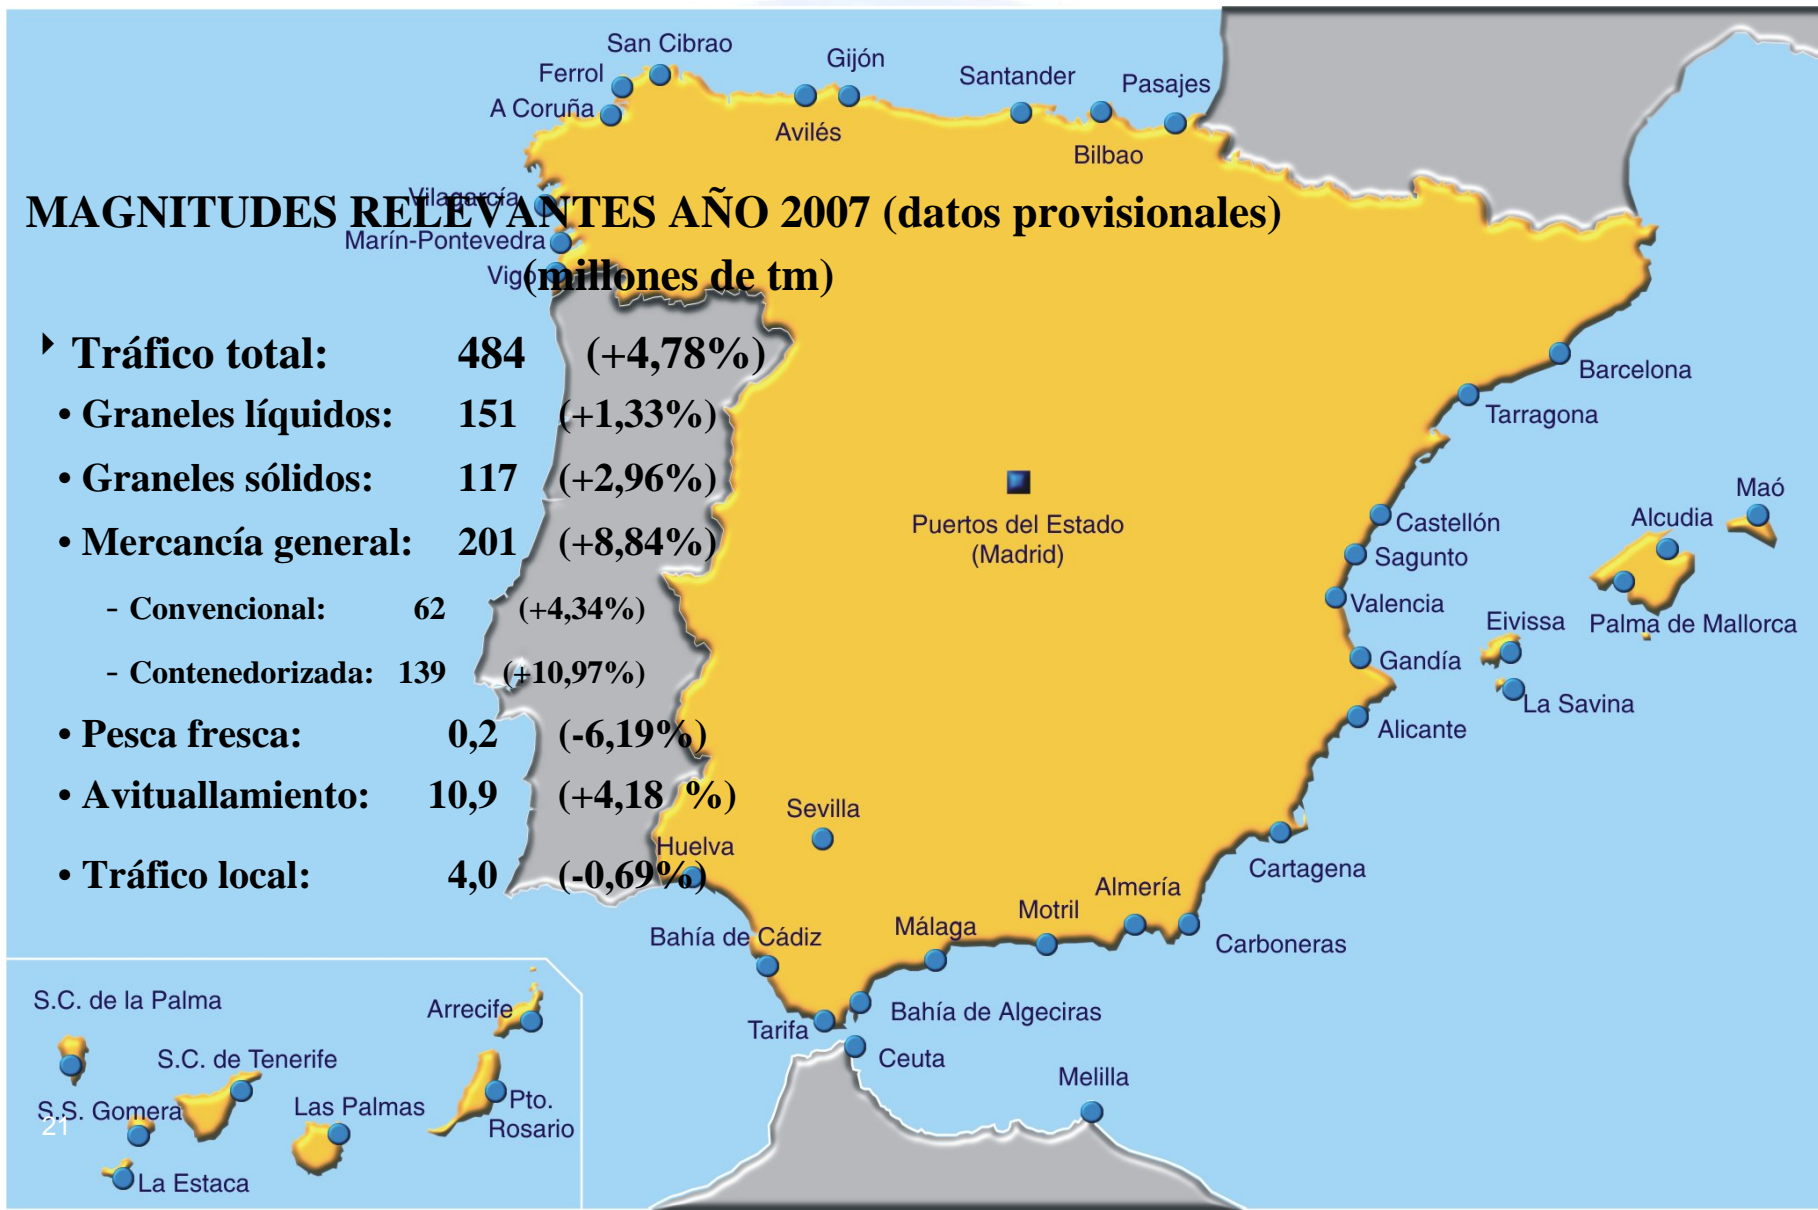 San Cibrao
Ferrol
A Coruña
Gijón
Avilés
Santander
Pasajes
Bilbao
Vilagarcía
MAGNITUDES RELEVANTES AÑO 2007 (datos provisionales)
Marín-Pontevedra
Vigo
(millones de tm)
Tráfico total: 484 (+4,78%)
• Graneles líquidos: 151 (+1,33%)
• Graneles sólidos: 117 (+2,96%)
• Mercancía general: 201 (+8,84%)
- Convencional: 62 (+4,34%)
- Contenedorizada: 139 (+10,97%)
• Pesca fresca: 0,2 (-6,19%)
• Avituallamiento: 10,9 (+4,18 %)
• Tráfico local: 4,0 (-0,69%)
Puertos del Estado
(Madrid)
Barcelona
Tarragona
Castellón
Sagunto
Valencia
Gandía
Alicante
Maó
Alcudia
Palma de Mallorca
Eivissa
La Savina
Cartagena
Carboneras
Almería
Motril
Málaga
Sevilla
Huelva
Bahía de Cádiz
Tarifa
Bahía de Algeciras
Ceuta
Melilla
S.C. de la Palma
Arrecife
S.C. de Tenerife
S.S. Gomera
Las Palmas
Pto.
Rosario
La Estaca
21